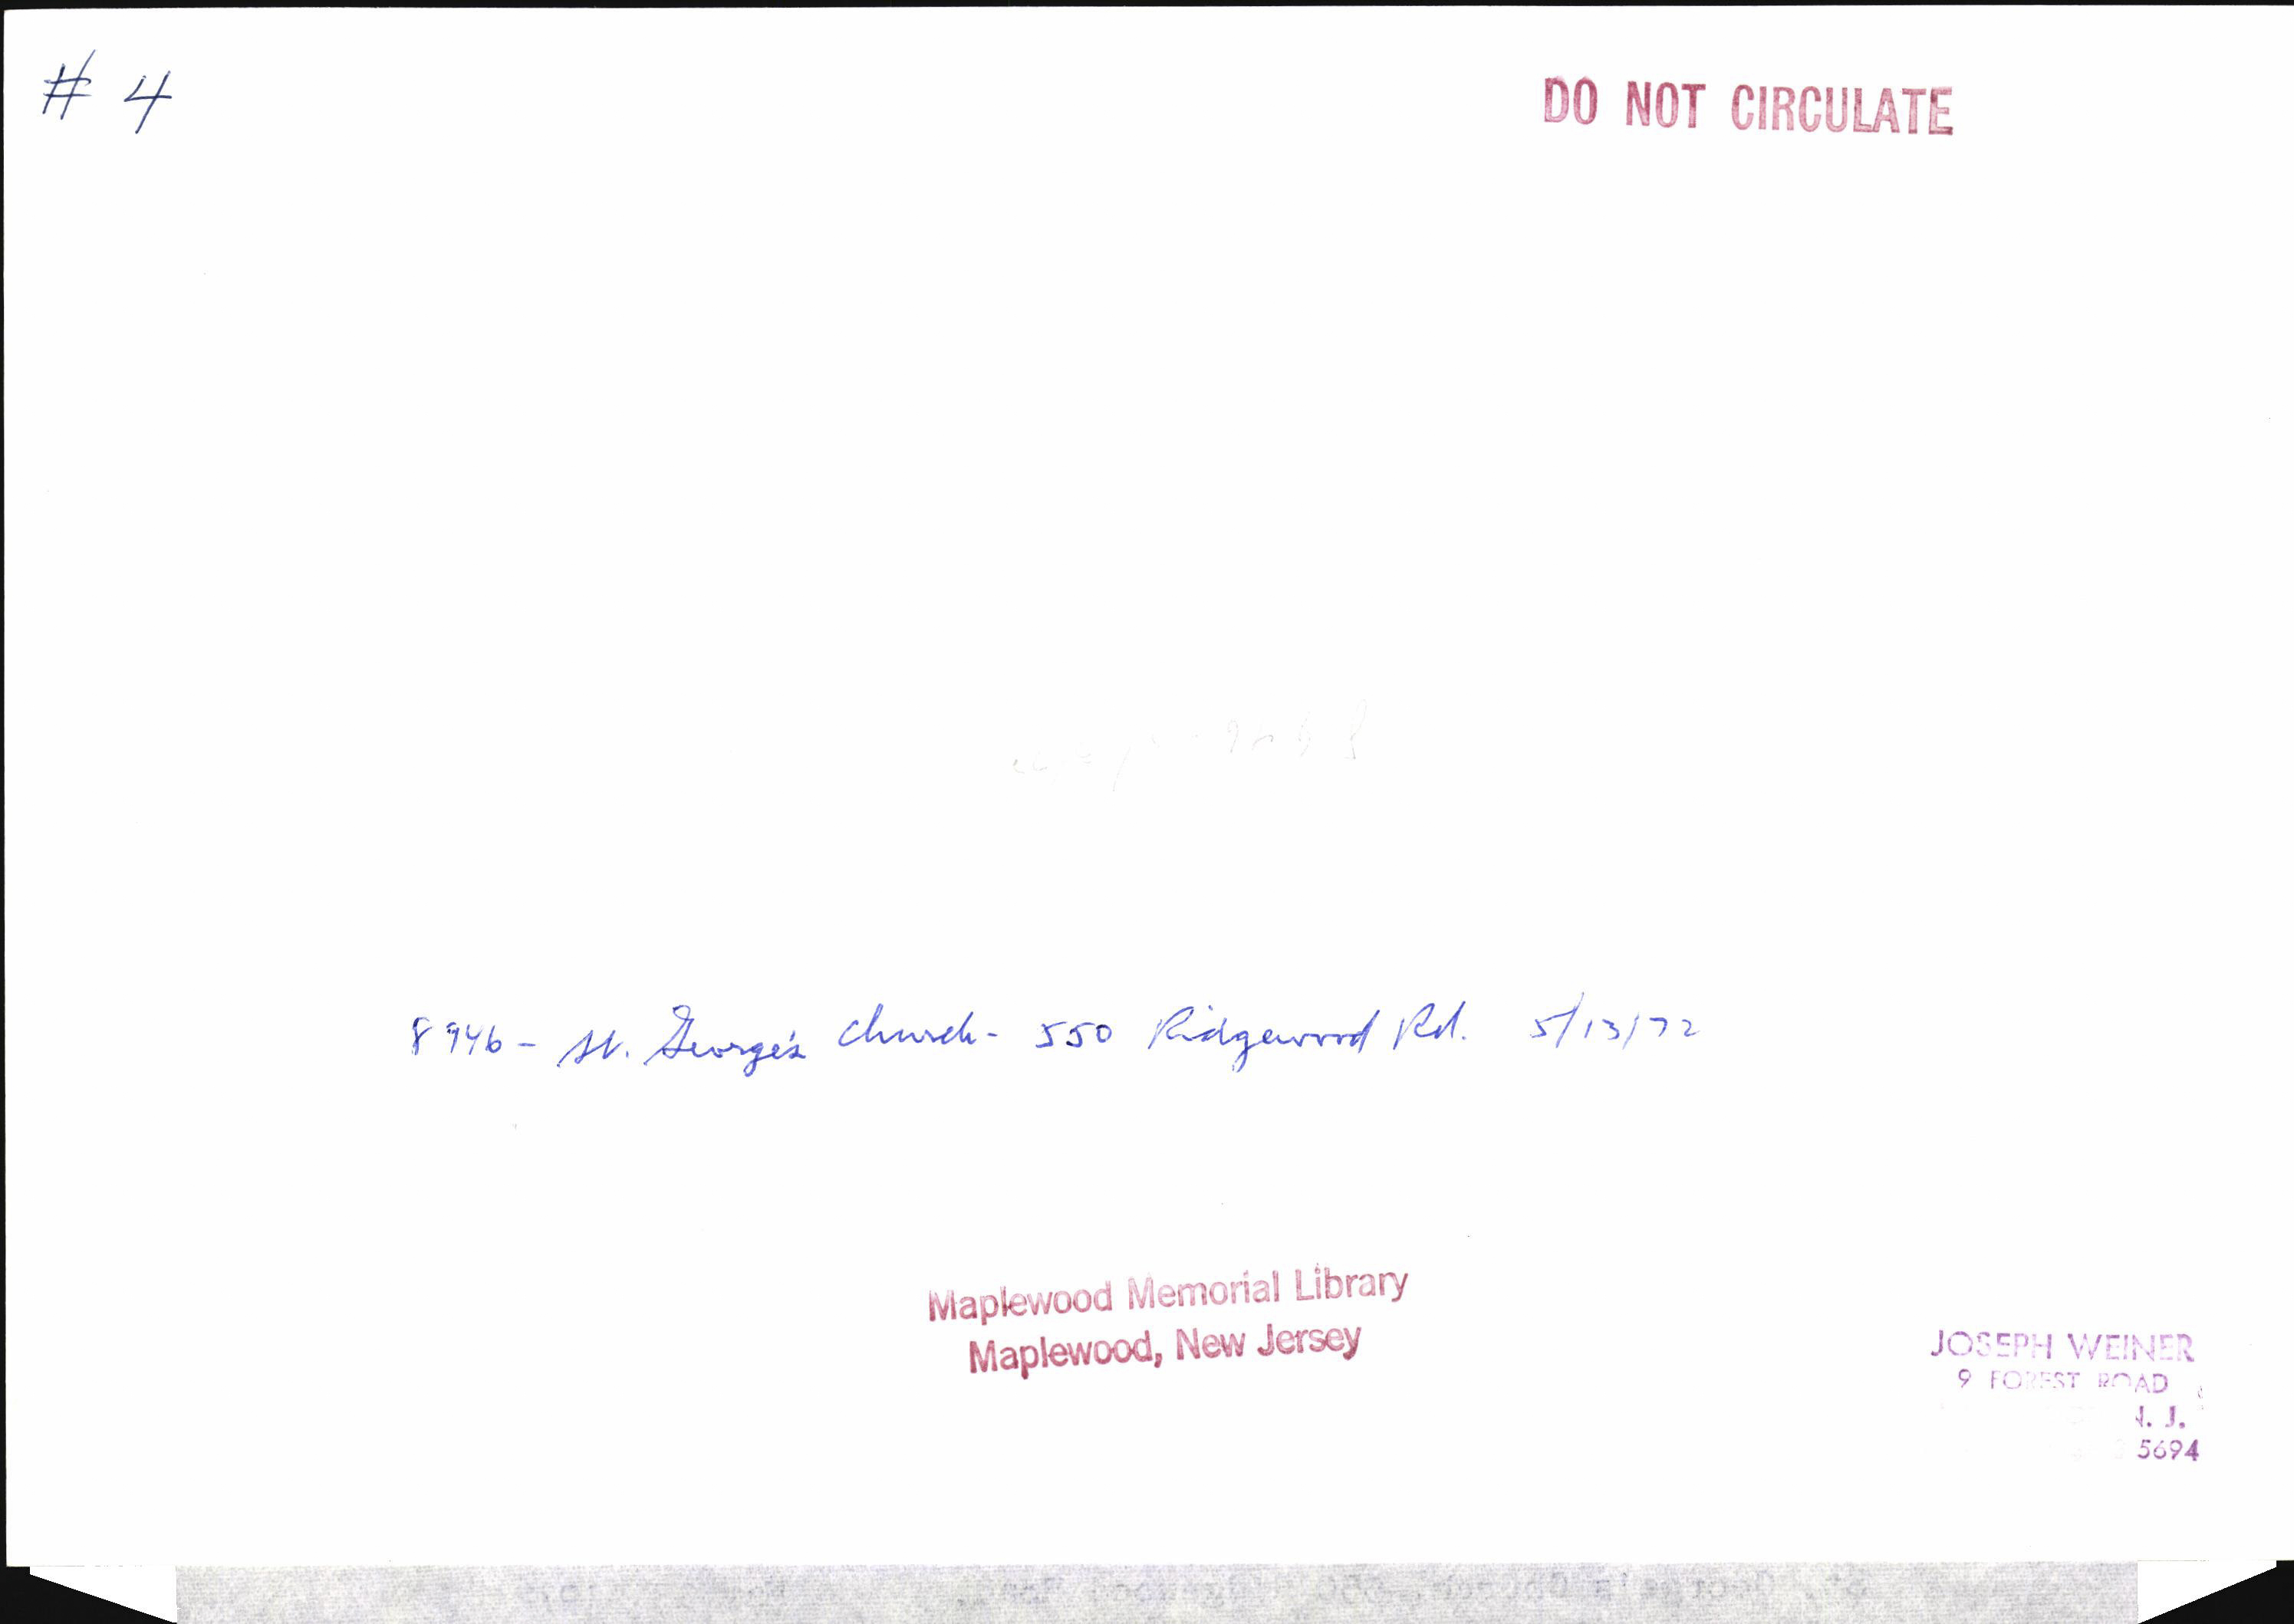 # 4
DO NOT CIRCULATE
8946 - St. George's Church - 550 Ridgewood Rd. 5/13/72
Maplewood Memorial Library
Maplewood, New Jersey
JOSEPH WEINER
9 FOREST ROAD
N. J.
5694